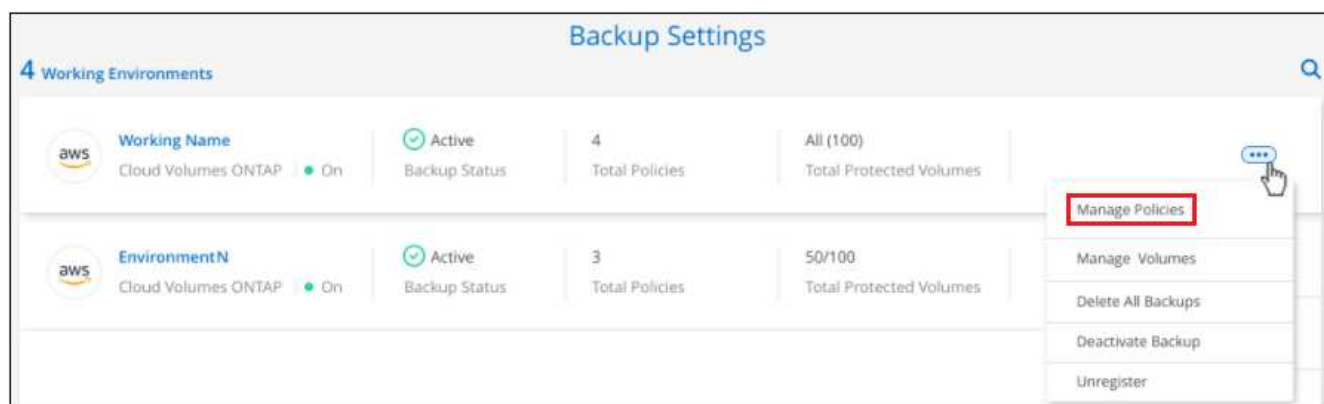 Backup Settings
4 Working Environments
aws
Working Name
Cloud Volumes ONTAP On
Active
Backup Status
4
Total Policies
All (100)
Total Protected Volumes
Manage Policies
Manage Volumes
Delete All Backups
Deactivate Backup
Unregister
aws
EnvironmentN
Cloud Volumes ONTAP On
Active
Backup Status
3
Total Policies
50/100
Total Protected Volumes